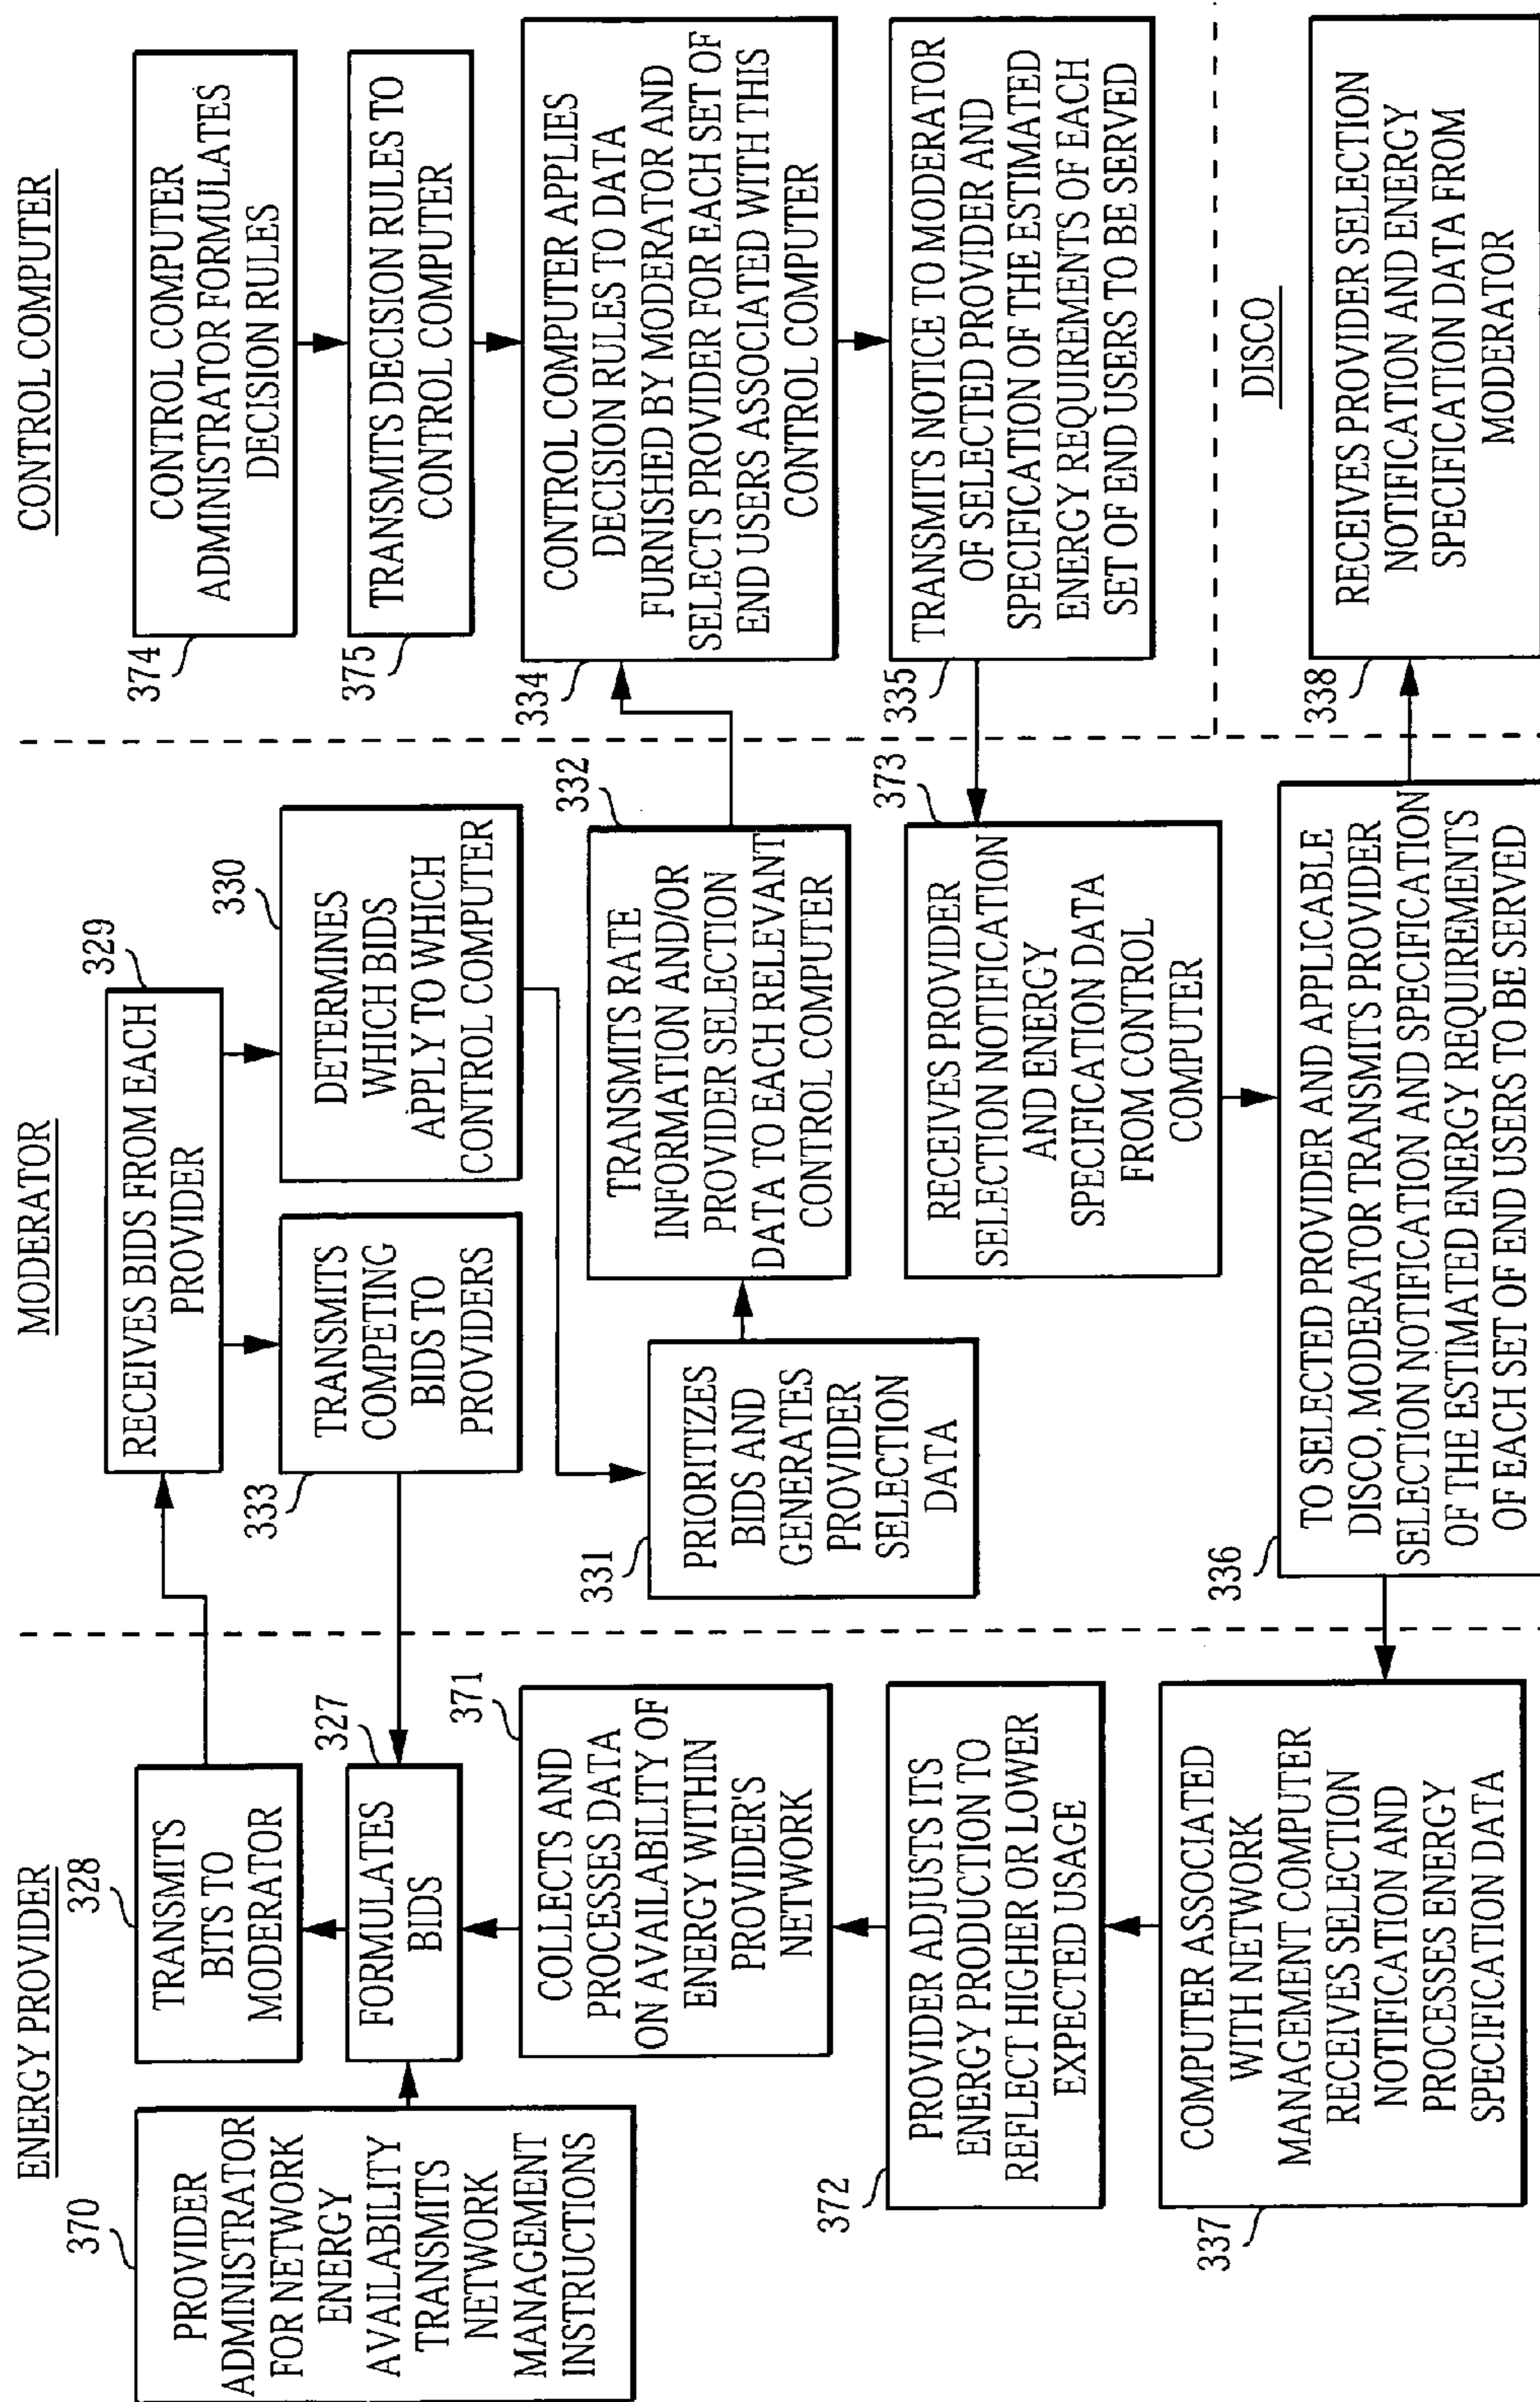 ENERGY PROVIDER
370
PROVIDER
ADMINISTRATOR
FOR NETWORK
ENERGY
AVAILABILITY
TRANSMITS
NETWORK
MANAGEMENT
INSTRUCTIONS
328
TRANSMITS
BITS TO
MODERATOR
327
FORMULATES
BIDS
371
COLLECTS AND
PROCESSES DATA
ON AVAILABILITY OF
ENERGY WITHIN
PROVIDER'S
NETWORK
372
PROVIDER ADJUSTS ITS
ENERGY PRODUCTION TO
REFLECT HIGHER OR LOWER
EXPECTED USAGE
337
COMPUTER ASSOCIATED
WITH NETWORK
MANAGEMENT COMPUTER
RECEIVES SELECTION
NOTIFICATION AND
PROCESSES ENERGY
SPECIFICATION DATA
MODERATOR
329
RECEIVES BIDS FROM EACH
PROVIDER
333
TRANSMITS
COMPETING
BIDS TO
PROVIDERS
330
DETERMINES
WHICH BIDS
APPLY TO WHICH
CONTROL COMPUTER
331
PRIORITIZES
BIDS AND
GENERATES
PROVIDER
SELECTION
DATA
332
TRANSMITS RATE
INFORMATION AND/OR
PROVIDER SELECTION
DATA TO EACH RELEVANT
CONTROL COMPUTER
373
RECEIVES PROVIDER
SELECTION NOTIFICATION
AND ENERGY
SPECIFICATION DATA
FROM CONTROL
COMPUTER
336
TO SELECTED PROVIDER AND APPLICABLE
DISCO, MODERATOR TRANSMITS PROVIDER
SELECTION NOTIFICATION AND SPECIFICATION
OF THE ESTIMATED ENERGY REQUIREMENTS
OF EACH SET OF END USERS TO BE SERVED
CONTROL COMPUTER
374
CONTROL COMPUTER
ADMINISTRATOR FORMULATES
DECISION RULES
375
TRANSMITS DECISION RULES TO
CONTROL COMPUTER
334
CONTROL COMPUTER APPLIES
DECISION RULES TO DATA
FURNISHED BY MODERATOR AND
SELECTS PROVIDER FOR EACH SET OF
END USERS ASSOCIATED WITH THIS
CONTROL COMPUTER
335
TRANSMITS NOTICE TO MODERATOR
OF SELECTED PROVIDER AND
SPECIFICATION OF THE ESTIMATED
ENERGY REQUIREMENTS OF EACH
SET OF END USERS TO BE SERVED
DISCO
338
RECEIVES PROVIDER SELECTION
NOTIFICATION AND ENERGY
SPECIFICATION DATA FROM
MODERATOR